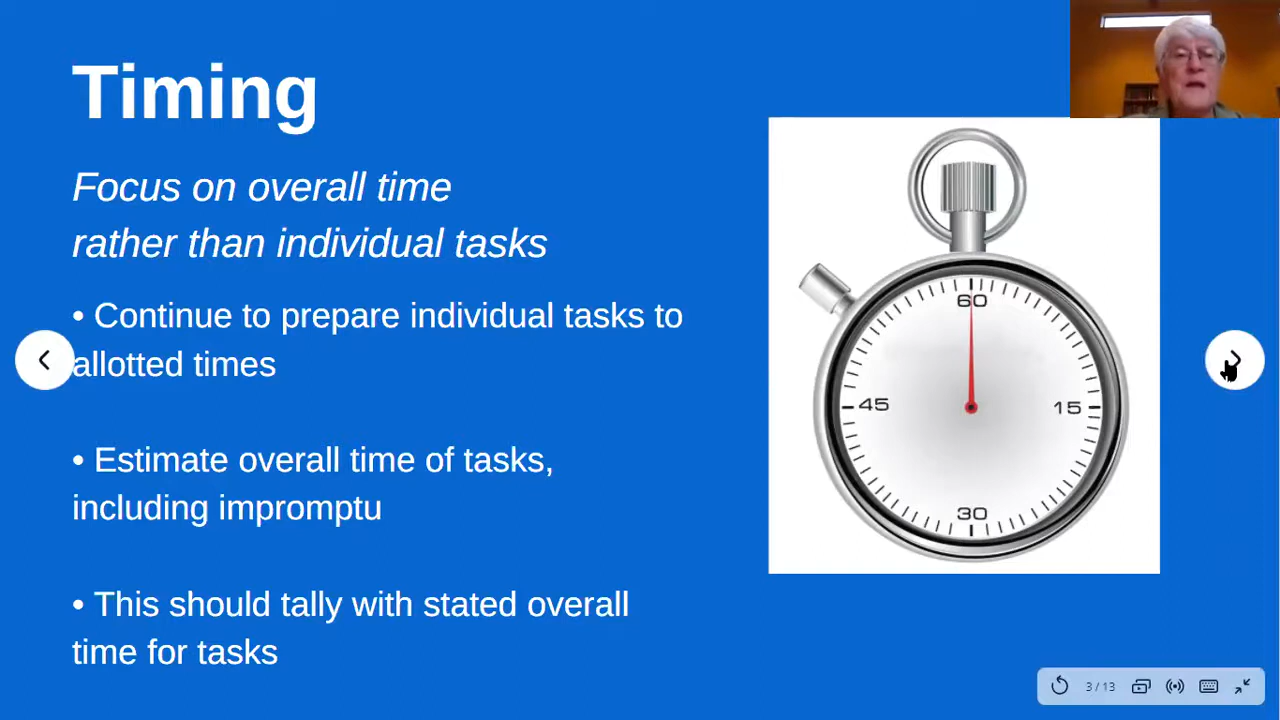 Timing
Focus on overall time
rather than individual tasks
• Continue to prepare individual tasks to
allotted times
• Estimate overall time of tasks,
including impromptu
• This should tally with stated overall
time for tasks
60
45
15
30
3 / 13